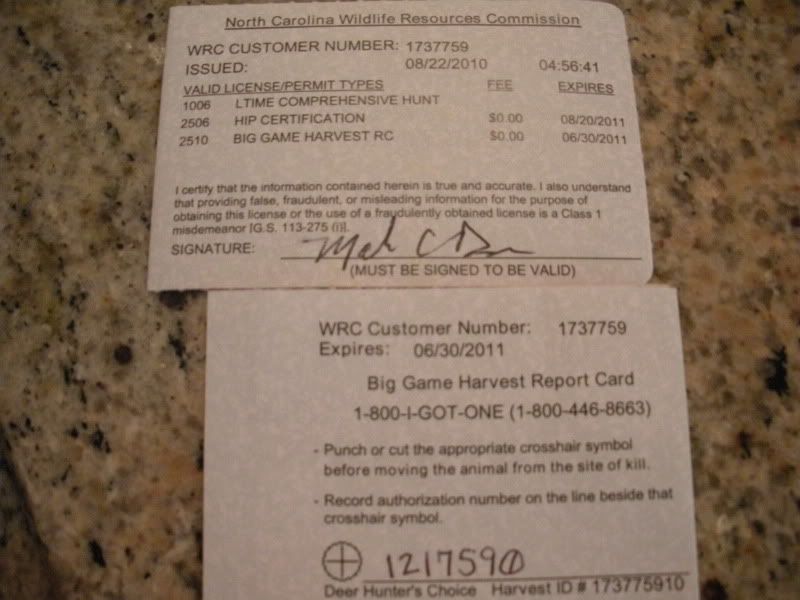 North Carolina Wildlife Resources Commission
WRC CUSTOMER NUMBER: 1737759
ISSUED: 08/22/2010 04:56:41
VALID LICENSE/PERMIT TYPES FEE EXPIRES
1006 LTIME COMPREHENSIVE HUNT
2506 HIP CERTIFICATION $0.00 08/20/2011
2510 BIG GAME HARVEST RC $0.00 06/30/2011
I certify that the information contained herein is true and accurate. I also understand
that providing false, fraudulent, or misleading information for the purpose of
obtaining this license or the use of a fraudulently obtained license is a Class 1
misdemeanor [G.S. 113-275 (i)].
SIGNATURE:
(MUST BE SIGNED TO BE VALID)
WRC Customer Number: 1737759
Expires: 06/30/2011
Big Game Harvest Report Card
1-800-I-GOT-ONE (1-800-446-8663)
- Punch or cut the appropriate crosshair symbol
before moving the animal from the site of kill.
- Record authorization number on the line beside that
crosshair symbol.
1217590
Deer Hunter's Choice Harvest ID # 173775910